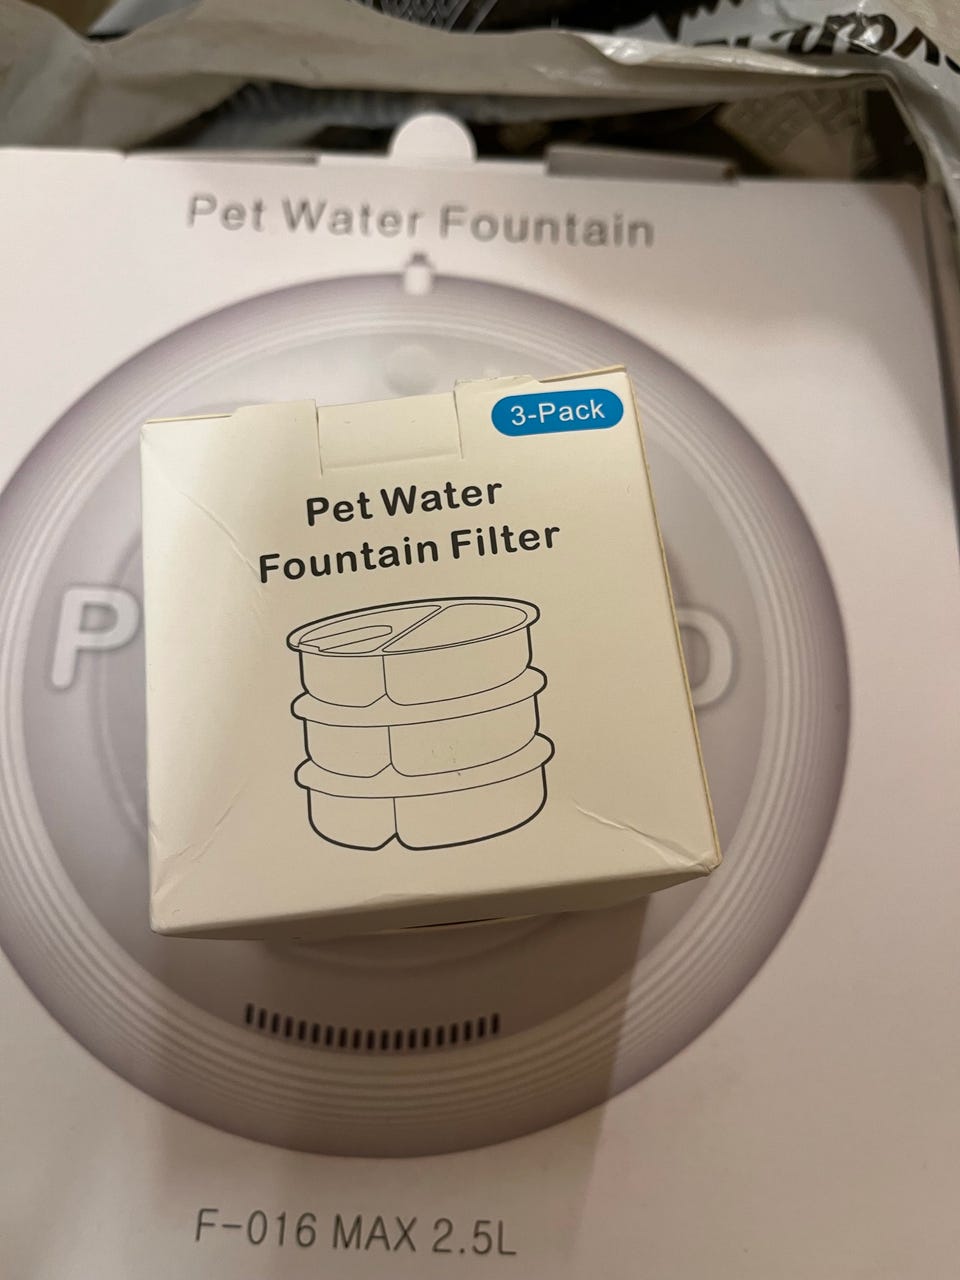 Pet Water Fountain
3-Pack
Pet Water
Fountain Filter
F-016 MAX 2.5L